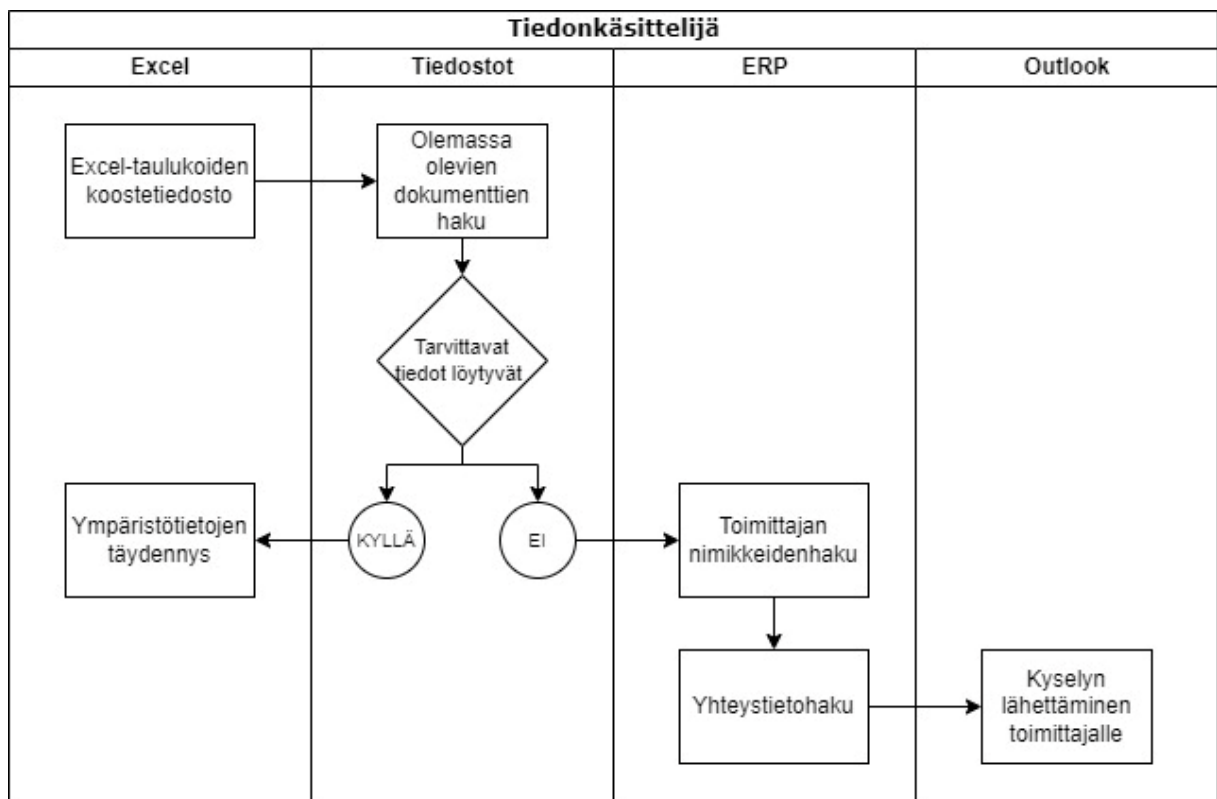 Tiedonkäsittelijä
Excel
Tiedostot
ERP
Outlook
Excel-taulukoiden
koostetiedosto
Olemassa
olevien
dokumenttien
haku
Tarvittavat
tiedot löytyvät
Ympäristötietojen
täydennys
KYLLÄ
EI
Toimittajan
nimikkeidenhaku
Yhteystietohaku
Kyselyn
lähettäminen
toimittajalle